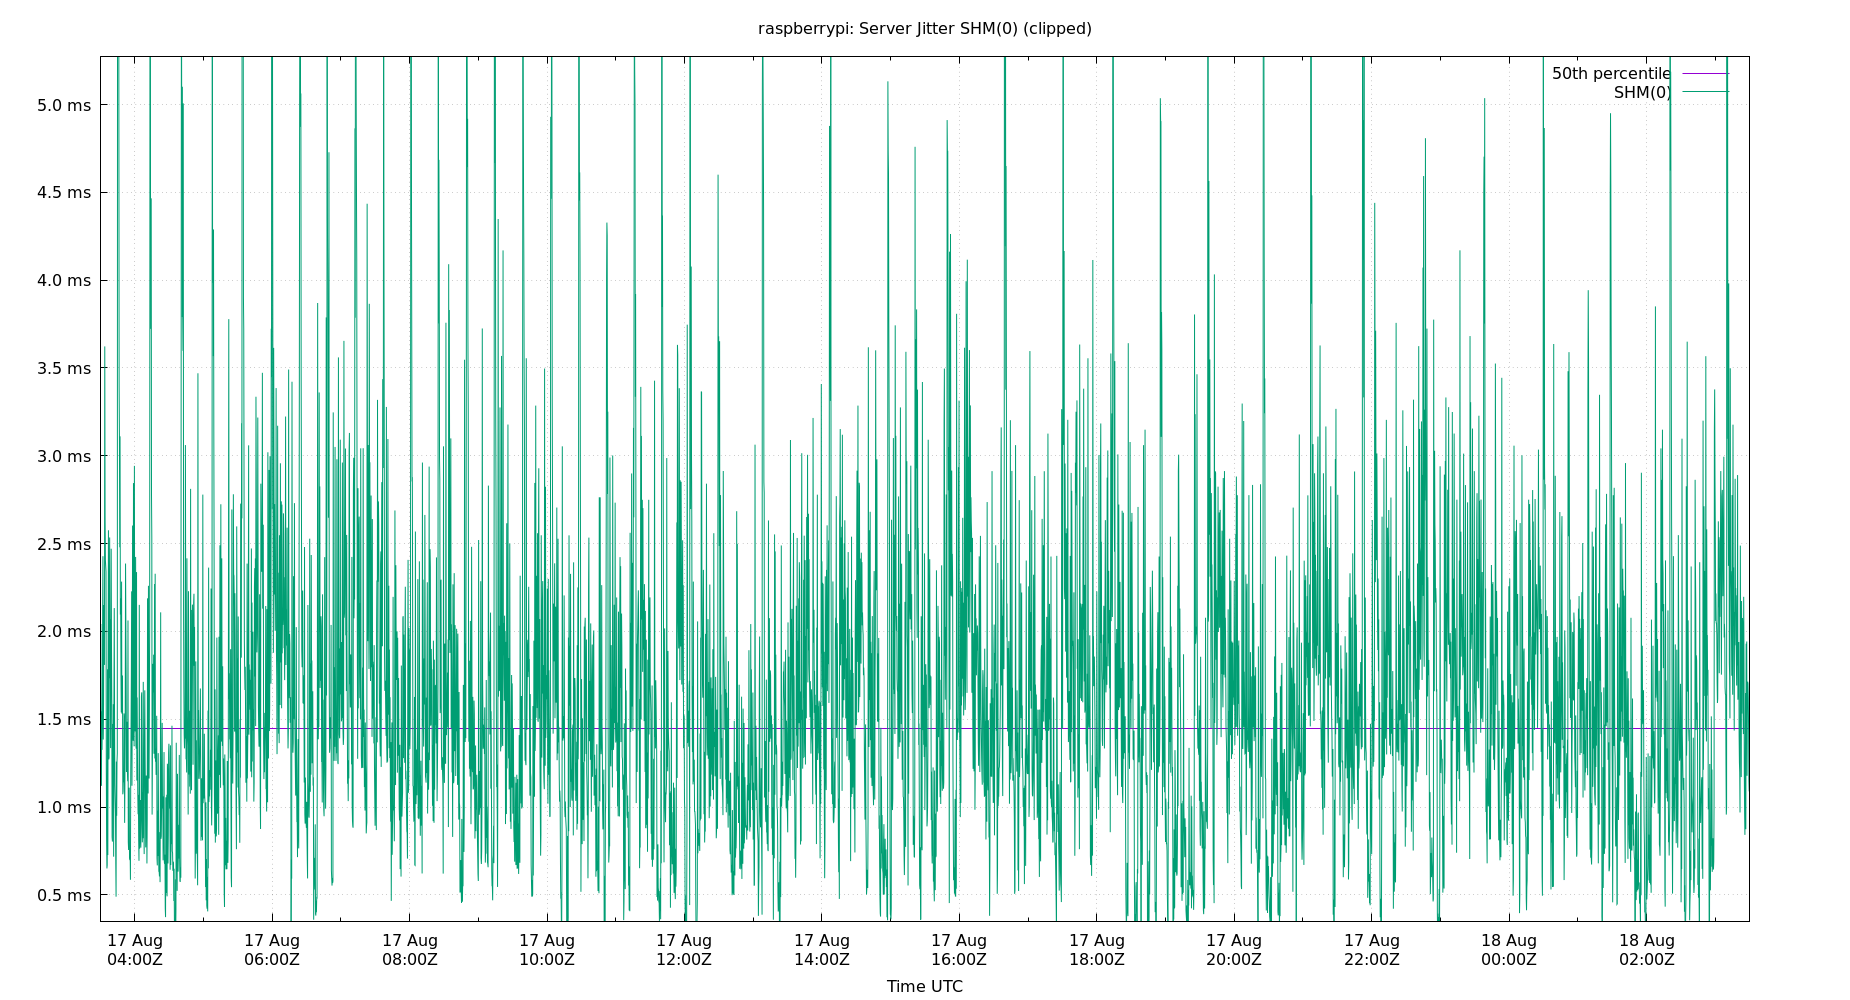 raspberrypi: Server Jitter SHM(0) (clipped)
50th percentile
SHM(0)
5.0 ms
4.5 ms
4.0 ms
3.5 ms
3.0 ms
2.5 ms
2.0 ms
1.5 ms
1.0 ms
0.5 ms
17 Aug 17 Aug 17 Aug 17 Aug 17 Aug 17 Aug 17 Aug 17 Aug 17 Aug 17 Aug 18 Aug 18 Aug
04:00Z 06:00Z 08:00Z 10:00Z 12:00Z 14:00Z 16:00Z 18:00Z 20:00Z 22:00Z 00:00Z 02:00Z
Time UTC